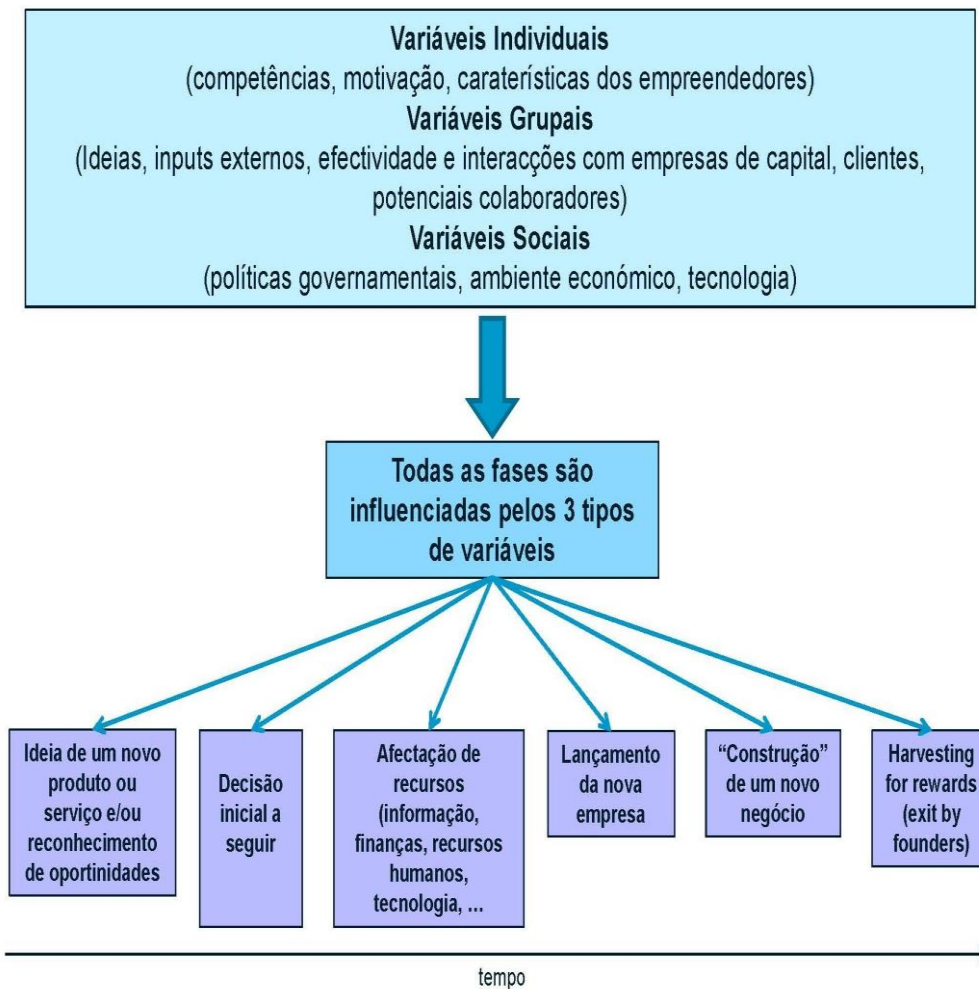 Variáveis Individuais
(competências, motivação, caraterísticas dos empreendedores)
Variáveis Grupais
(Ideias, inputs externos, efectividade e interacções com empresas de capital, clientes,
potenciais colaboradores)
Variáveis Sociais
(políticas governamentais, ambiente económico, tecnologia)
Todas as fases são
influenciadas pelos 3 tipos
de variáveis
Ideia de um novo
produto ou
serviço e/ou
reconhecimento
de oportinidades
Decisão
inicial a
seguir
Afectação de
recursos
(informação,
finanças, recursos
humanos,
tecnologia, ...
Lançamento
da nova
empresa
“Construção”
de um novo
negócio
Harvesting
for rewards
(exit by
founders)
tempo